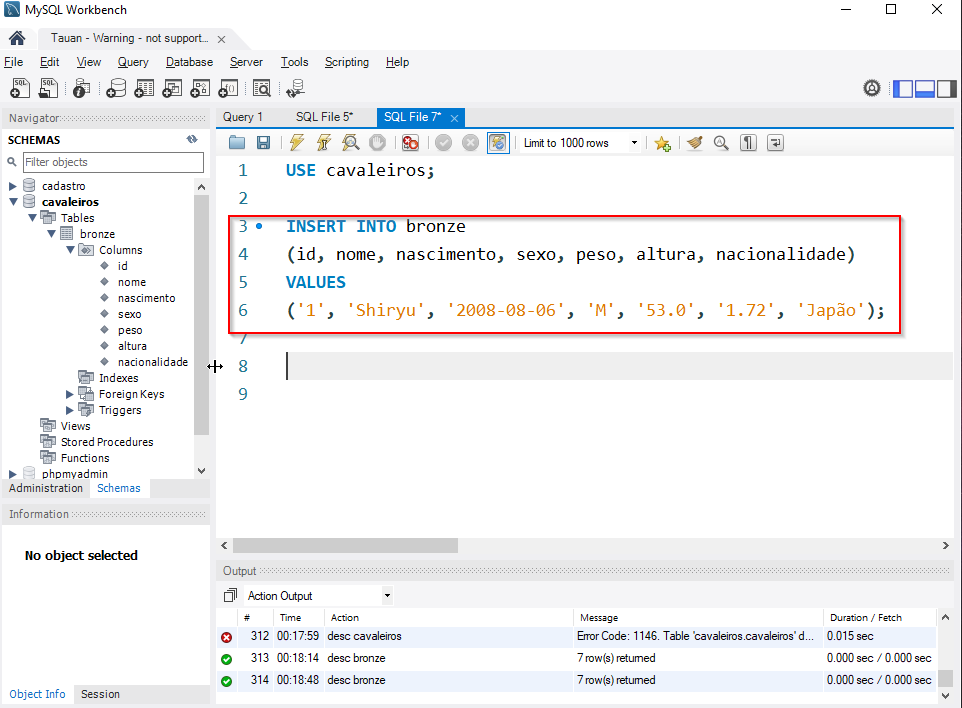 MySQL Workbench
Tauan - Warning - not support...
File Edit View Query Database Server Tools Scripting Help
Navigator
SCHEMAS
Filter objects
cadastro
cavaleiros
Tables
bronze
Columns
id
nome
nascimento
sexo
peso
altura
nacionalidade
Indexes
Foreign Keys
Triggers
Views
Stored Procedures
Functions
phpmyadmin
Administration Schemas
Information
No object selected
Object Info Session
Query 1 SQL File 5* SQL File 7*
Limit to 1000 rows
1 USE cavaleiros;
2
3 INSERT INTO bronze
4 (id, nome, nascimento, sexo, peso, altura, nacionalidade)
5 VALUES
6 ('1', 'Shiryu', '2008-08-06', 'M', '53.0', '1.72', 'Japão');
7
8
9
Output
Action Output
# Time Action Message Duration / Fetch
312 00:17:59 desc cavaleiros Error Code: 1146. Table 'cavaleiros.cavaleiros' d... 0.015 sec
313 00:18:14 desc bronze 7 row(s) returned 0.000 sec / 0.000 sec
314 00:18:48 desc bronze 7 row(s) returned 0.000 sec / 0.000 sec